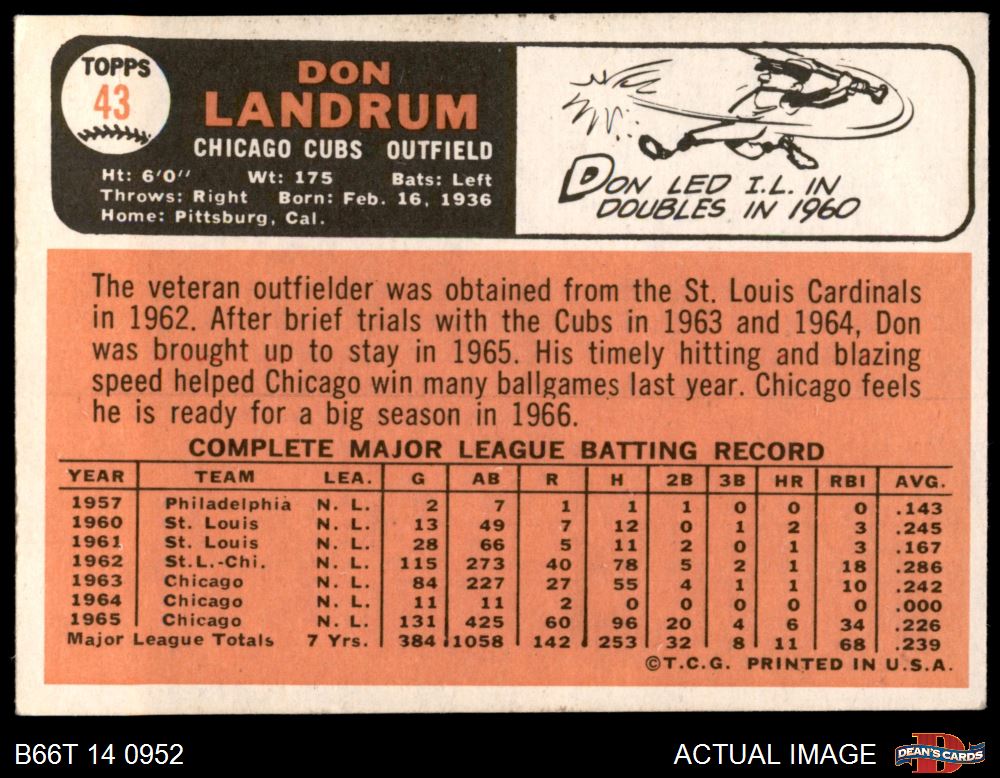 TOPPS
43
DON
LANDRUM
CHICAGO CUBS OUTFIELD
Ht: 6'0" Wt: 175 Bats: Left
Throws: Right Born: Feb. 16, 1936
Home: Pittsburg, Cal.
DON LED I.L. IN
DOUBLES IN 1960
The veteran outfielder was obtained from the St. Louis Cardinals
in 1962. After brief trials with the Cubs in 1963 and 1964, Don
was brought up to stay in 1965. His timely hitting and blazing
speed helped Chicago win many ballgames last year. Chicago feels
he is ready for a big season in 1966.
COMPLETE MAJOR LEAGUE BATTING RECORD
YEAR TEAM LEA. G AB R H 2B 3B HR RBI AVG.
1957 Philadelphia N. L. 2 7 1 1 1 0 0 0 .143
1960 St. Louis N. L. 13 49 7 12 0 1 2 3 .245
1961 St. Louis N. L. 28 66 5 11 2 0 1 3 .167
1962 St.L.-Chi. N. L. 115 273 40 78 5 2 1 18 .286
1963 Chicago N. L. 84 227 27 55 4 1 1 10 .242
1964 Chicago N. L. 11 11 2 0 0 0 0 0 .000
1965 Chicago N. L. 131 425 60 96 20 4 6 34 .226
Major League Totals 7 Yrs. 384 1058 142 253 32 8 11 68 .239
©T.C.G. PRINTED IN U.S.A.
B66T 14 0952
ACTUAL IMAGE
DEAN'S CARDS